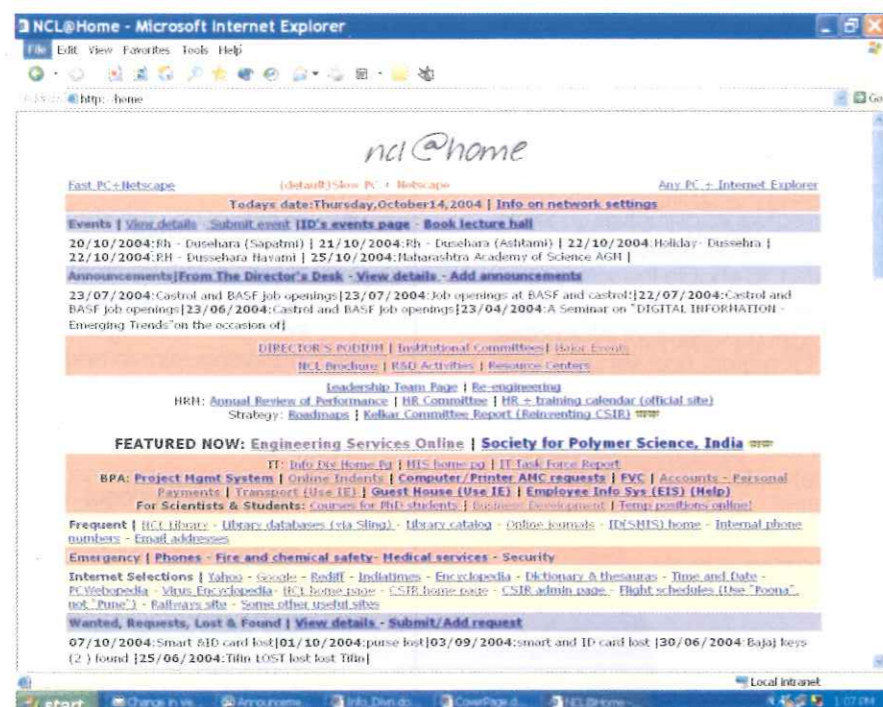 NCL@Home - Microsoft Internet Explorer
File Edit View Favorites Tools Help
http: home
Go
ncl@home
Fast PC+Netscape (default)Slow PC + Netscape Any PC + Internet Explorer
Todays date:Thursday,October14,2004 | Info on network settings
Events | View details Submit event |ID's events page - Book lecture hall
20/10/2004:Rh - Dusehara (Sapatmi) | 21/10/2004:Rh - Dusehara (Ashtami) | 22/10/2004:Holiday- Dussehra |
22/10/2004:RH - Dussehara Navami | 25/10/2004:Maharashtra Academy of Science AGM |
Announcements|From The Director's Desk - View details - Add announcements
23/07/2004:Castrol and BASF job openings|23/07/2004:Job openings at BASF and castrol!|22/07/2004:Castrol and
BASF job openings|23/06/2004:Castrol and BASF job openings|23/04/2004:A Seminar on "DIGITAL INFORMATION -
Emerging Trends"on the occasion of|
DIRECTOR'S PODIUM | Institutional Committees| Major Events
NCL Brochure | R&D Activities | Resource Centers
Leadership Team Page | Re-engineering
HRM: Annual Review of Performance | HR Committee | HR + training calendar (official site)
Strategy: Roadmaps | Kelkar Committee Report (Reinventing CSIR)
FEATURED NOW: Engineering Services Online | Society for Polymer Science, India
IT: Info Div Home Pg | MIS home pg | IT Task Force Report
BPA: Project Mgmt System | Online Indents | Computer/Printer AMC requests | FVC | Accounts - Personal
Payments | Transport (Use IE) | Guest House (Use IE) | Employee Info Sys (EIS) (Help)
For Scientists & Students: Courses for PhD students | Business Development | Temp positions online!
Frequent | NCL Library - Library databases (via Sling) - Library catalog - Online journals - ID(SMIS) home - Internal phone
numbers - Email addresses
Emergency | Phones - Fire and chemical safety- Medical services - Security
Internet Selections | Yahoo - Google - Rediff - Indiatimes - Encyclopedia - Dictionary & thesauras - Time and Date -
PC Webopedia - Virus Encyclopedia- NCL home page - CSIR home page - CSIR admin page - Flight schedules (Use "Poona",
not "Pune") - Railways site - Some other useful sites
Wanted, Requests, Lost & Found | View details - Submit/Add request
07/10/2004:Smart &ID card lost|01/10/2004:purse lost|03/09/2004:smart and ID card lost |30/06/2004:Bajaj keys
(2 ) found |25/06/2004:Tifin LOST lost lost Tifin|
Local intranet
start Change in ve... Announceme... Info_Divn.do... CoverPage.d... NCL@Home... 1:07 PM